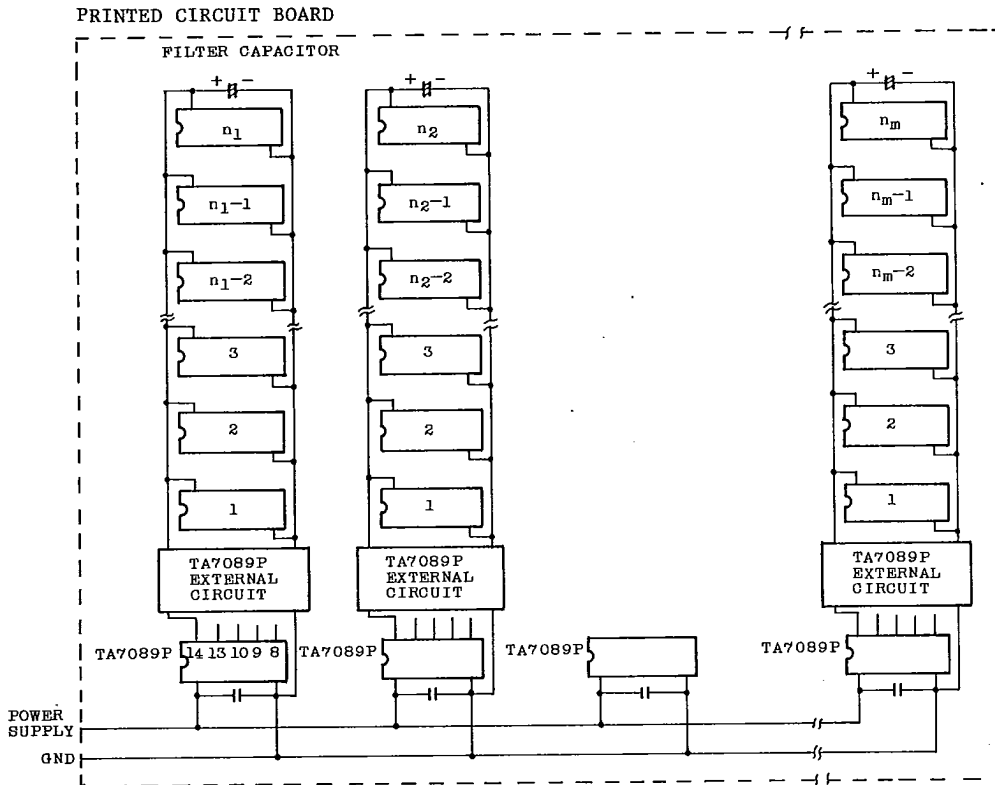 PRINTED CIRCUIT BOARD
FILTER CAPACITOR
+ − + − + −
n1 n2 nm
n1−1 n2−1 nm−1
n1−2 n2−2 nm−2
3 3 3
2 2 2
1 1 1
TA7089P TA7089P TA7089P
EXTERNAL EXTERNAL EXTERNAL
CIRCUIT CIRCUIT CIRCUIT
TA7089P 14 13 10 9 8 TA7089P TA7089P TA7089P
POWER
SUPPLY
GND